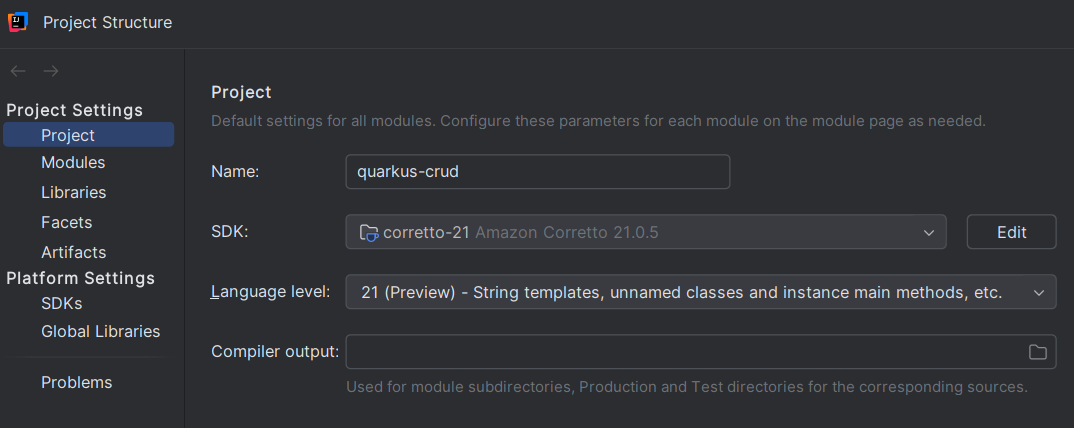 Project Structure
Project Settings
Project
Modules
Libraries
Facets
Artifacts
Platform Settings
SDKs
Global Libraries
Problems
Project
Default settings for all modules. Configure these parameters for each module on the module page as needed.
Name: quarkus-crud
SDK: corretto-21 Amazon Corretto 21.0.5 Edit
Language level: 21 (Preview) - String templates, unnamed classes and instance main methods, etc.
Compiler output:
Used for module subdirectories, Production and Test directories for the corresponding sources.